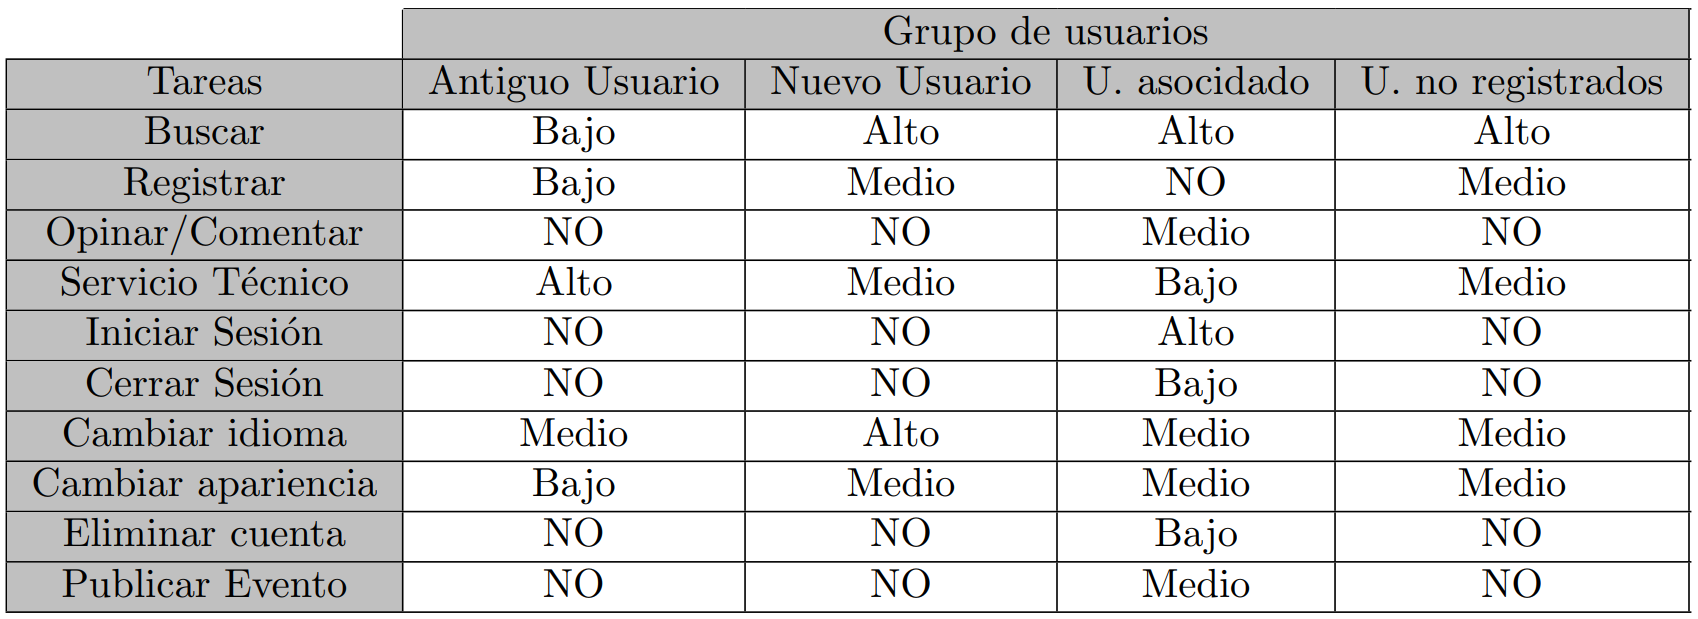 Grupo de usuarios
Tareas Antiguo Usuario Nuevo Usuario U. asocidado U. no registrados
Buscar Bajo Alto Alto Alto
Registrar Bajo Medio NO Medio
Opinar/Comentar NO NO Medio NO
Servicio Técnico Alto Medio Bajo Medio
Iniciar Sesión NO NO Alto NO
Cerrar Sesión NO NO Bajo NO
Cambiar idioma Medio Alto Medio Medio
Cambiar apariencia Bajo Medio Medio Medio
Eliminar cuenta NO NO Bajo NO
Publicar Evento NO NO Medio NO